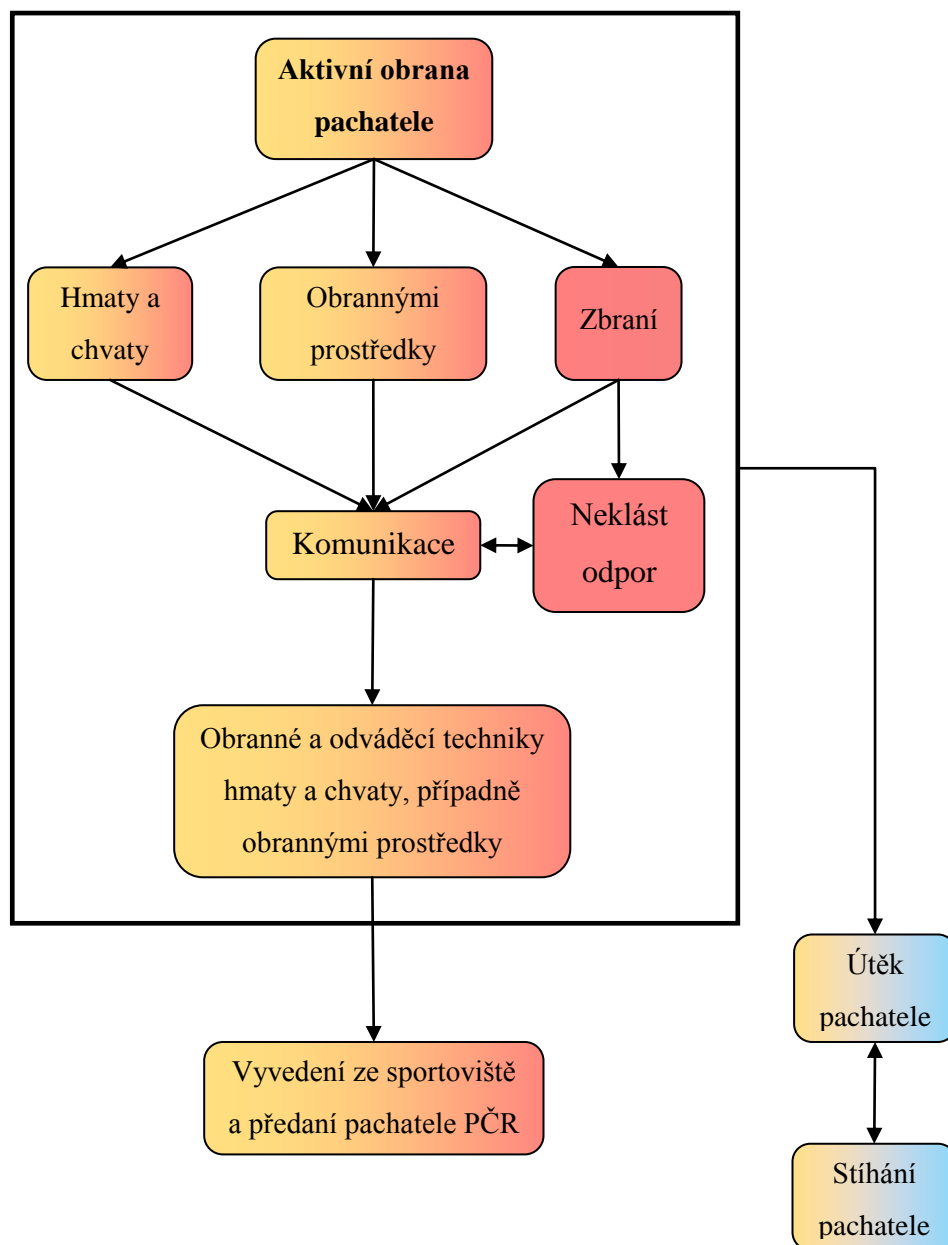 Aktivní obrana
pachatele
Hmaty a
chvaty
Obrannými
prostředky
Zbraní
Komunikace
Neklást
odpor
Obranné a odváděcí techniky
hmaty a chvaty, případně
obrannými prostředky
Útěk
pachatele
Vyvedení ze sportoviště
a předaní pachatele PČR
Stíhání
pachatele